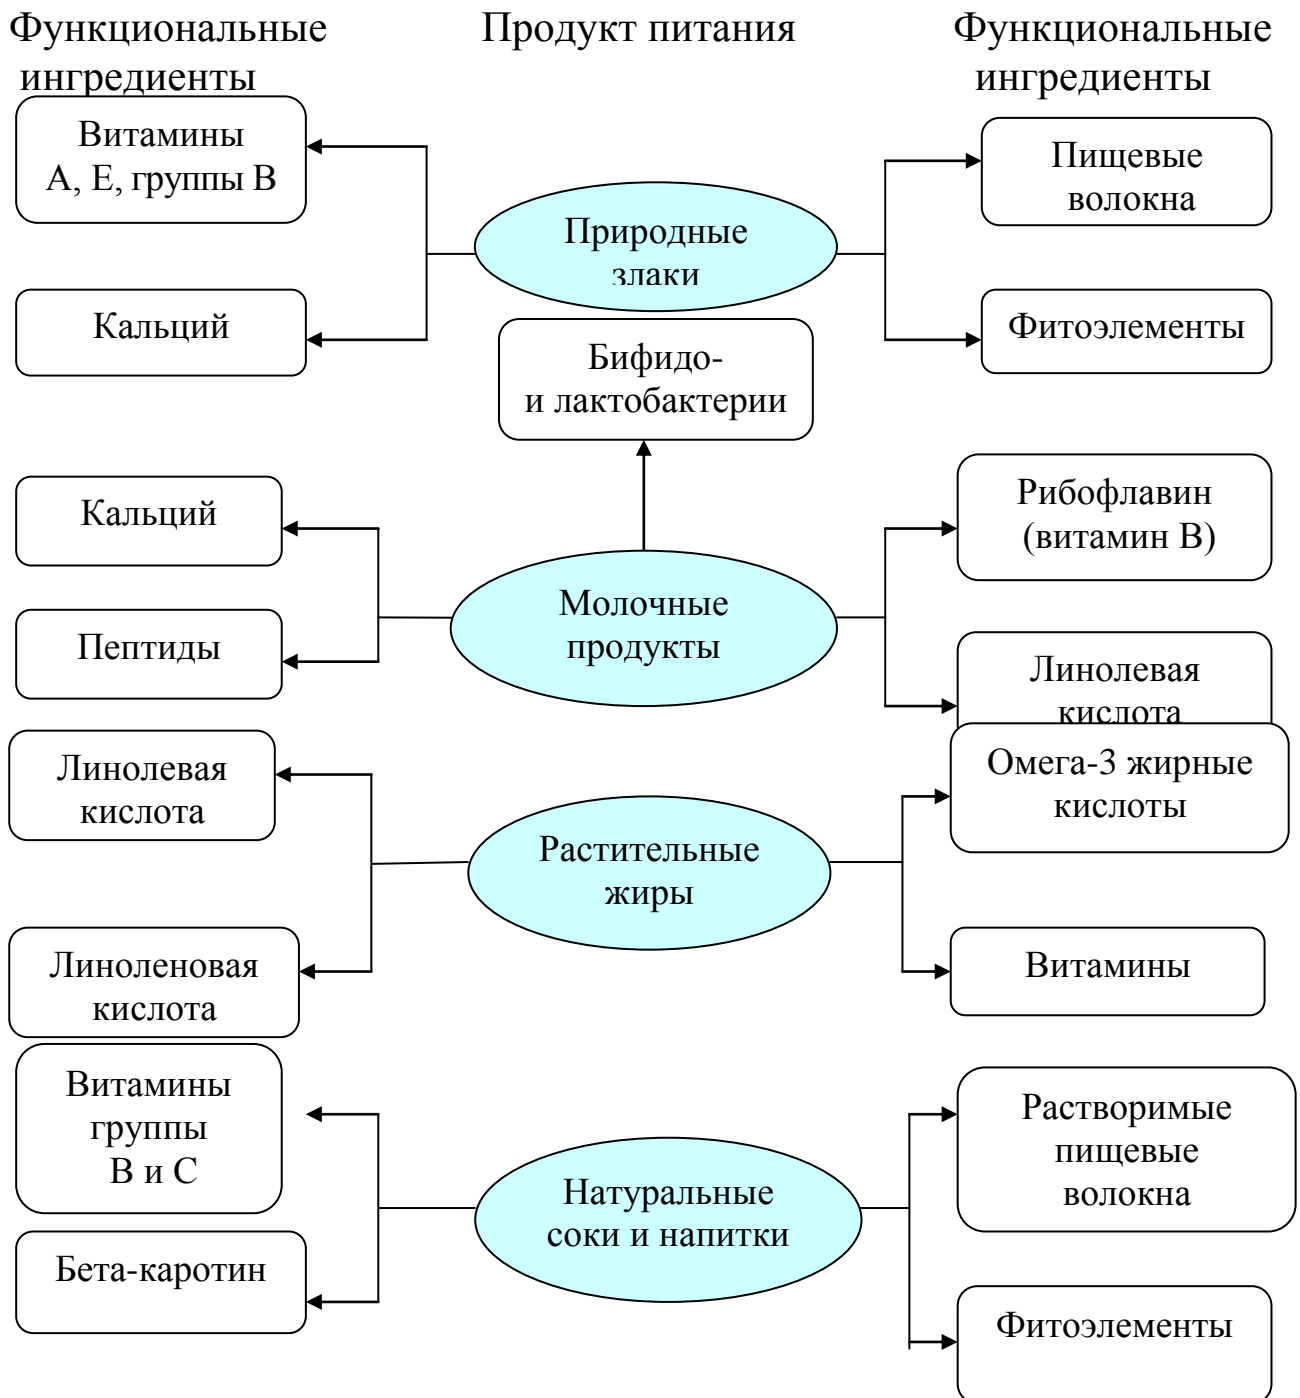 Функциональные
ингредиенты
Продукт питания
Функциональные
ингредиенты
Витамины
А, Е, группы В
Пищевые
волокна
Природные
злаки
Кальций
Фитоэлементы
Бифидо-
и лактобактерии
Кальций
Рибофлавин
(витамин В)
Молочные
продукты
Пептиды
Линолевая
кислота
Линолевая
кислота
Омега-3 жирные
кислоты
Растительные
жиры
Линоленовая
кислота
Витамины
Витамины
группы
В и С
Растворимые
пищевые
волокна
Натуральные
соки и напитки
Бета-каротин
Фитоэлементы